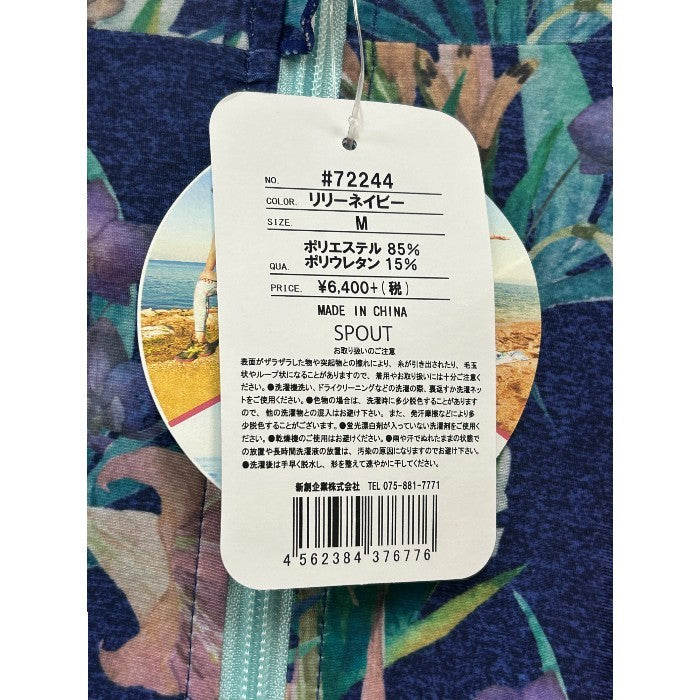 NO. #72244
COLOR. リリーネイビー
SIZE. M
ポリエステル 85%
QUA. ポリウレタン 15%
PRICE. ¥6,400+(税)
MADE IN CHINA
SPOUT
お取り扱いのご注意
表面がザラザラした物や突起物との擦れにより、糸が引き出されたり、毛玉
状やループ状になることがありますので、着用やお取り扱いには十分ご注意く
ださい。●洗濯機洗い、ドライクリーニングなどの洗濯の際、裏返すか洗濯ネッ
トをご使用ください。●色物の場合は、洗濯時に多少脱色することがあります
ので、他の洗濯物との混入はお避け下さい。また、発汗摩擦などにより多
少脱色することがございます。●蛍光漂白剤が入っていない洗濯剤をご使用くだ
さい。●乾燥機のご使用はお避けください。●雨や汗でぬれたままの状態で
の放置や長時間洗濯液の放置は、汚染の原因になりますのでお避け下さい。
●洗濯後は手早く脱水し、形を整えて速やかに干してください。
新創企業株式会社 TEL 075-881-7771
4 562384 376776